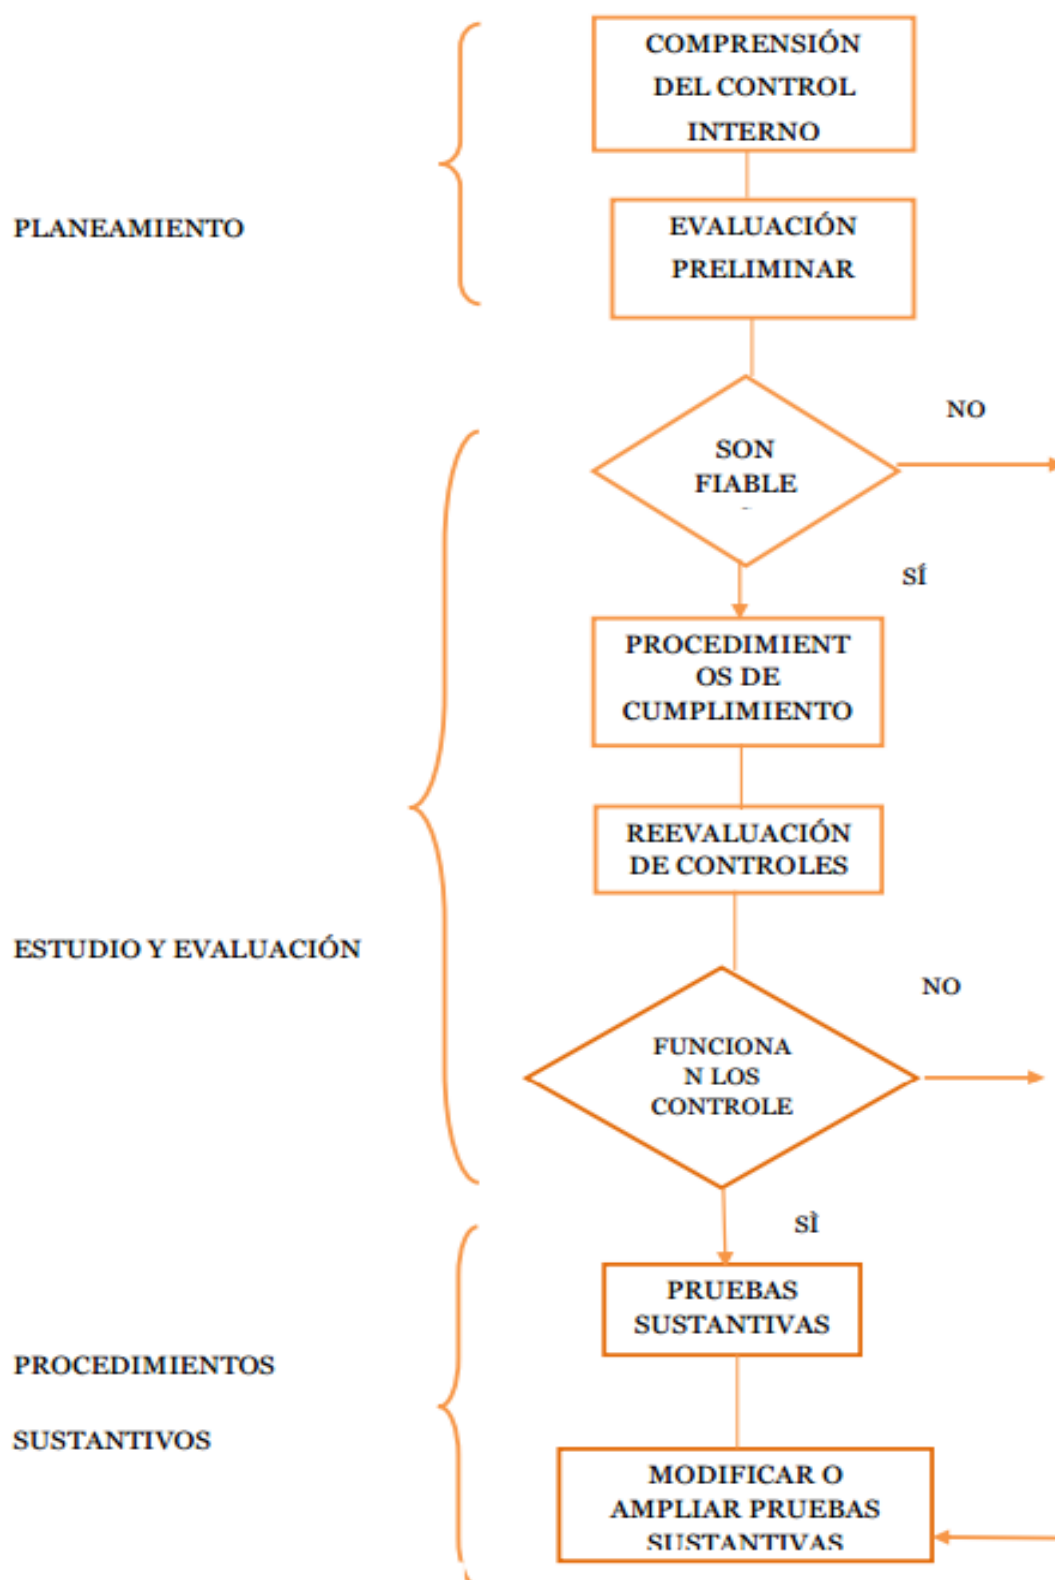 COMPRENSIÓN
DEL CONTROL
INTERNO
PLANEAMIENTO
EVALUACIÓN
PRELIMINAR
NO
SON
FIABLE
SÍ
PROCEDIMIENT
OS DE
CUMPLIMIENTO
REEVALUACIÓN
DE CONTROLES
ESTUDIO Y EVALUACIÓN
NO
FUNCIONA
N LOS
CONTROLE
SÌ
PRUEBAS
SUSTANTIVAS
PROCEDIMIENTOS
SUSTANTIVOS
MODIFICAR O
AMPLIAR PRUEBAS
SUSTANTIVAS